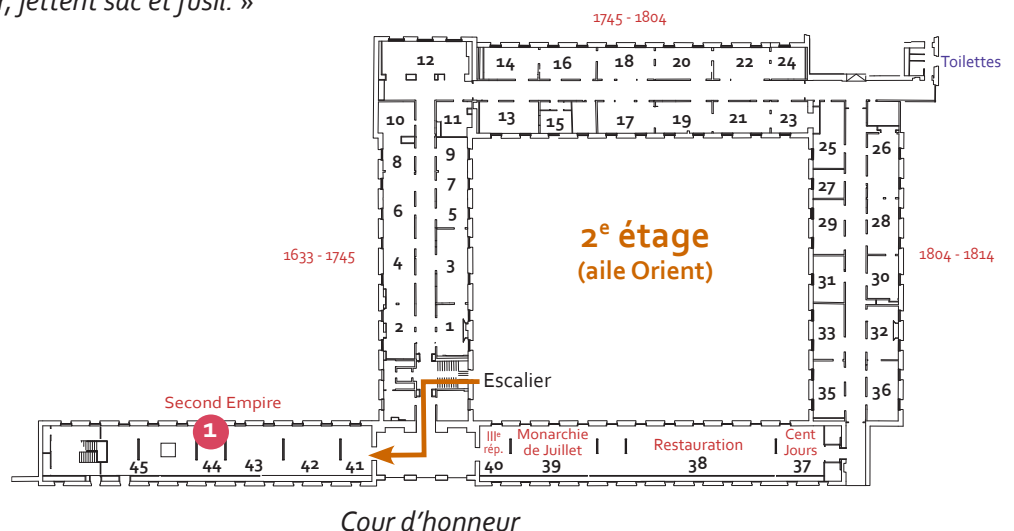 r, jettent sac et fusil. »
1745 - 1804
12
14 16 18 20 22 24
Toilettes
10 11 13 15 17 19 21 23
8 9 25 26
7 27
6 5 29 28
2e étage
(aile Orient)
1633 - 1745
1804 - 1814
4 3 31 30
2 1 33 32
Escalier
35 36
Second Empire
1
45 44 43 42 41
IIIe
rép.
40
Monarchie
de Juillet
39
Restauration
38
Cent
Jours
37
Cour d'honneur